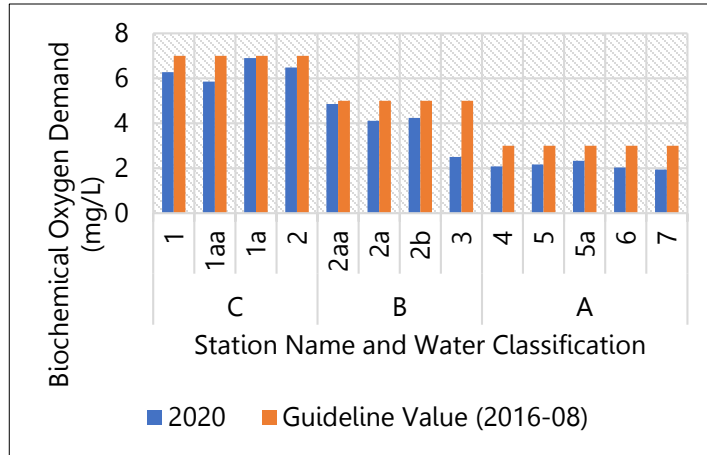 Biochemical Oxygen Demand
(mg/L)
8
6
4
2
0
1 1aa 1a 2 2aa 2a 2b 3 4 5 5a 6 7
C B A
Station Name and Water Classification
2020 Guideline Value (2016-08)